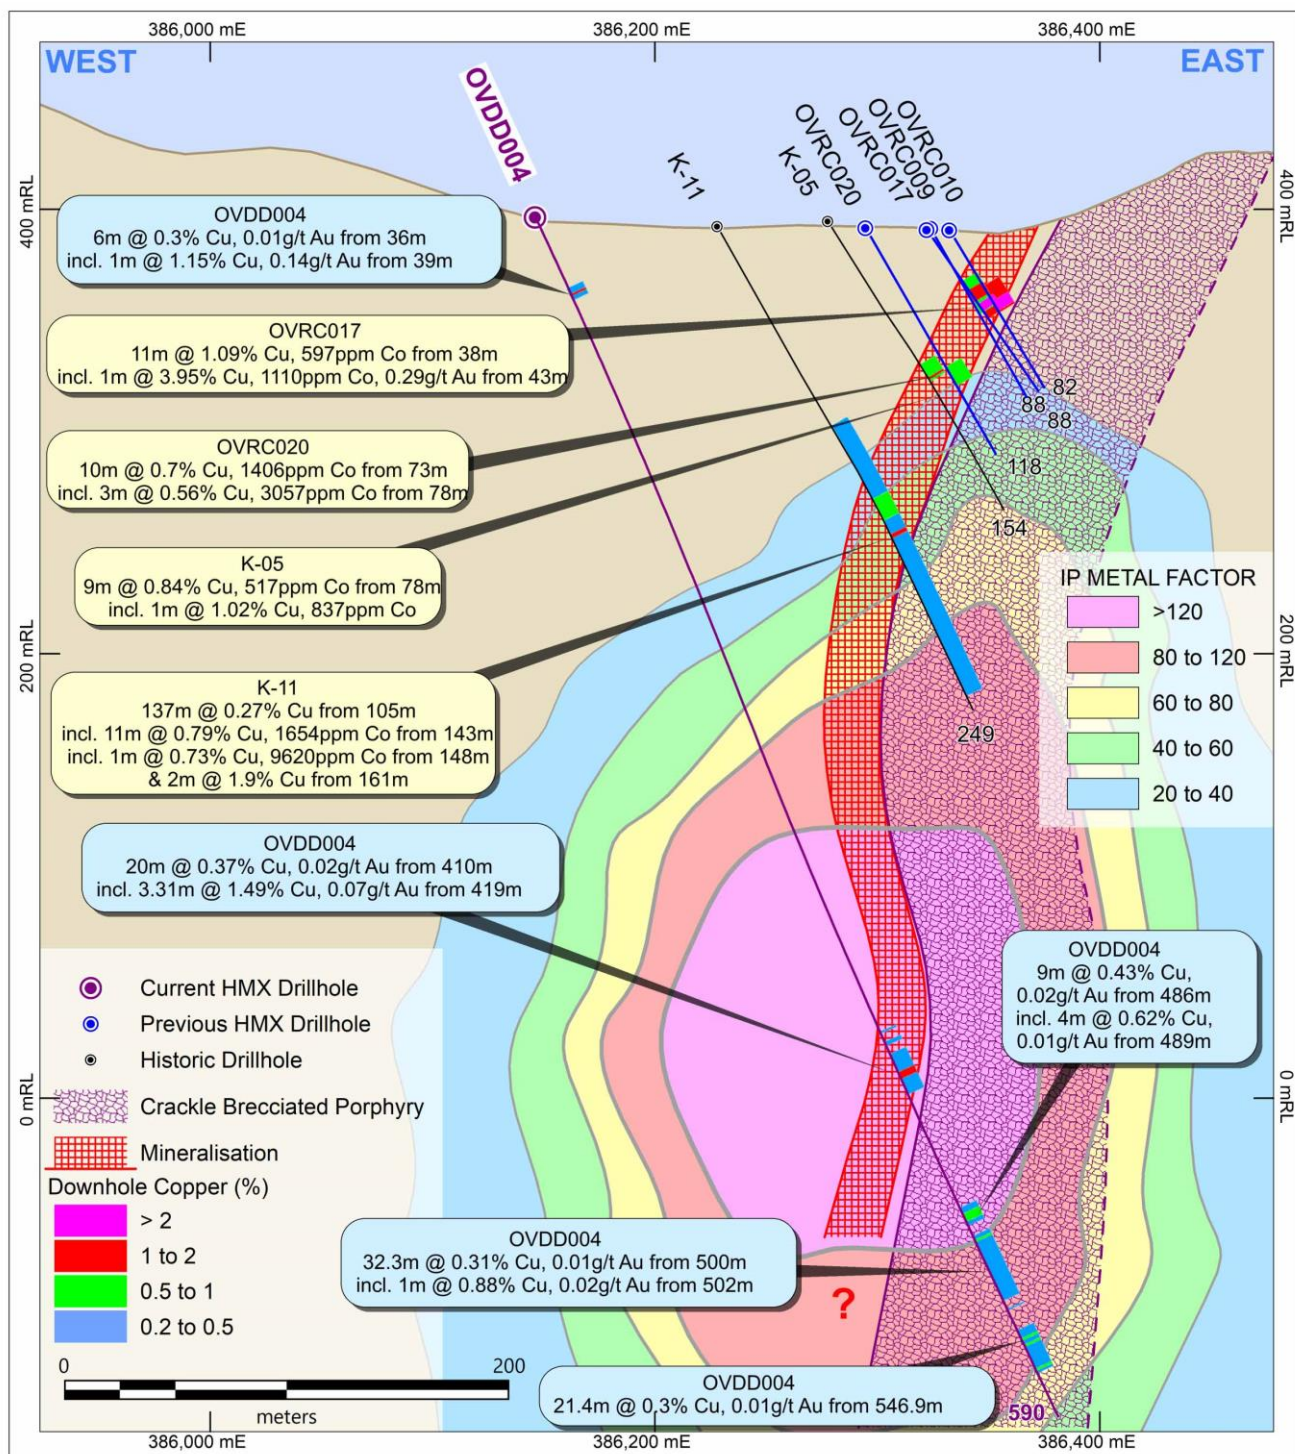 386,000 mE
386,200 mE
386,400 mE
WEST
EAST
OVDD004
K-11
K-05
OVRC020
OVRC017
OVRC009
OVRC010
400 mRL
400 mRL
OVDD004
6m @ 0.3% Cu, 0.01g/t Au from 36m
incl. 1m @ 1.15% Cu, 0.14g/t Au from 39m
OVRC017
11m @ 1.09% Cu, 597ppm Co from 38m
incl. 1m @ 3.95% Cu, 1110ppm Co, 0.29g/t Au from 43m
82
88
88
118
154
249
OVRC020
10m @ 0.7% Cu, 1406ppm Co from 73m
incl. 3m @ 0.56% Cu, 3057ppm Co from 78m
K-05
9m @ 0.84% Cu, 517ppm Co from 78m
incl. 1m @ 1.02% Cu, 837ppm Co
IP METAL FACTOR
>120
80 to 120
60 to 80
40 to 60
20 to 40
200 mRL
200 mRL
K-11
137m @ 0.27% Cu from 105m
incl. 11m @ 0.79% Cu, 1654ppm Co from 143m
incl. 1m @ 0.73% Cu, 9620ppm Co from 148m
& 2m @ 1.9% Cu from 161m
OVDD004
20m @ 0.37% Cu, 0.02g/t Au from 410m
incl. 3.31m @ 1.49% Cu, 0.07g/t Au from 419m
OVDD004
9m @ 0.43% Cu,
0.02g/t Au from 486m
incl. 4m @ 0.62% Cu,
0.01g/t Au from 489m
Current HMX Drillhole
Previous HMX Drillhole
Historic Drillhole
Crackle Brecciated Porphyry
Mineralisation
Downhole Copper (%)
> 2
1 to 2
0.5 to 1
0.2 to 0.5
0 mRL
0 mRL
OVDD004
32.3m @ 0.31% Cu, 0.01g/t Au from 500m
incl. 1m @ 0.88% Cu, 0.02g/t Au from 502m
?
OVDD004
21.4m @ 0.3% Cu, 0.01g/t Au from 546.9m
590
0
200
meters
386,000 mE
386,200 mE
386,400 mE